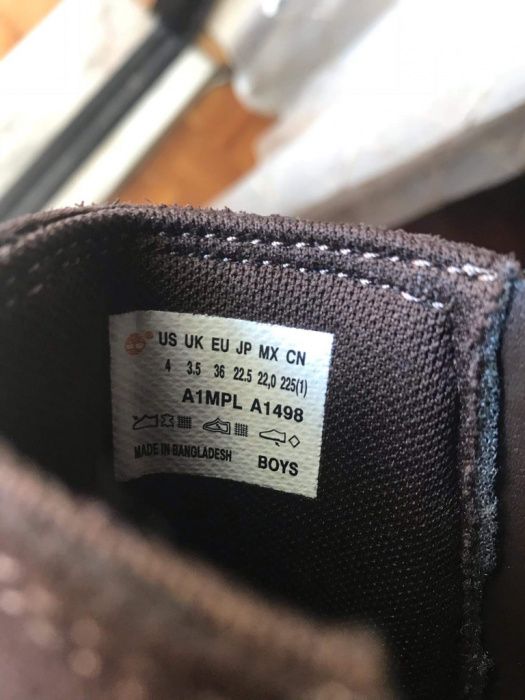 US UK EU JP MX CN
4 3.5 36 22.5 22,0 225(1)
A1MPL A1498
MADE IN BANGLADESH BOYS